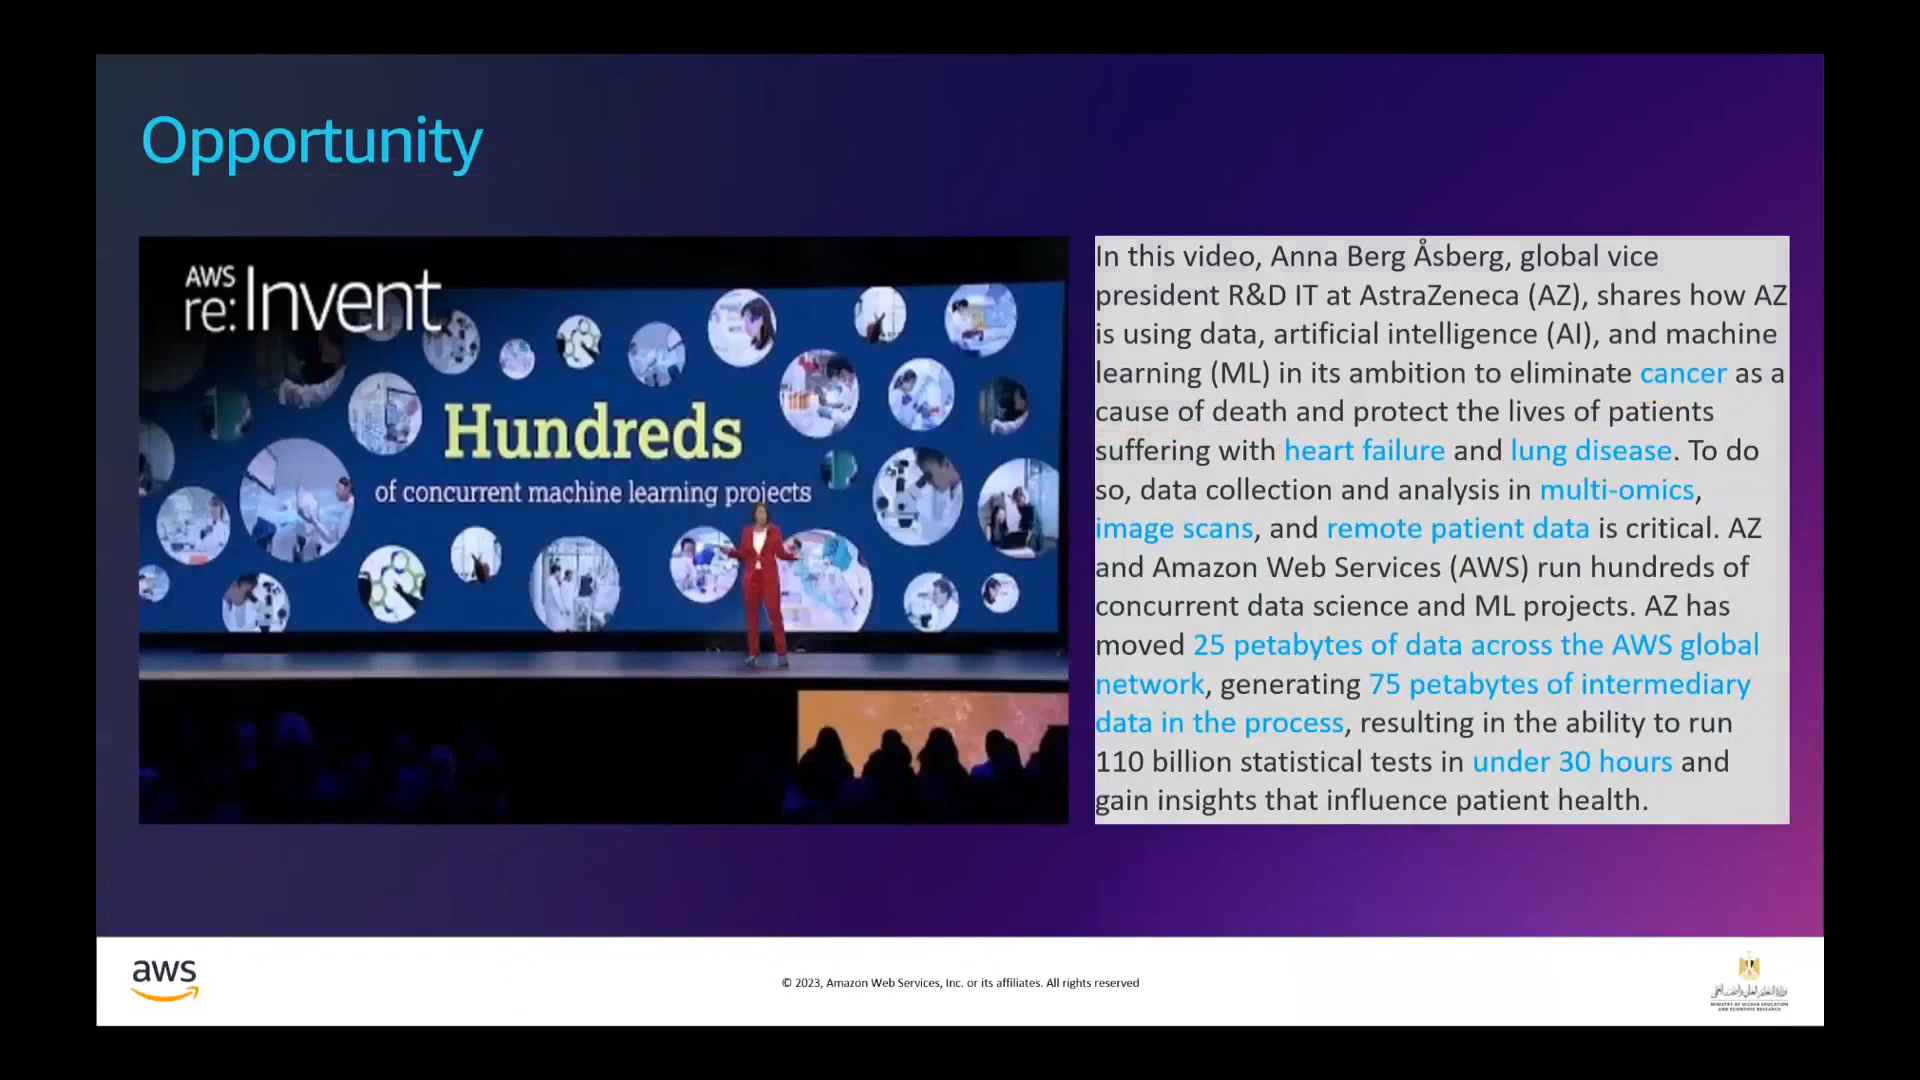 Opportunity
AWS
re:Invent
Hundreds
of concurrent machine learning projects
In this video, Anna Berg Åsberg, global vice
president R&D IT at AstraZeneca (AZ), shares how AZ
is using data, artificial intelligence (AI), and machine
learning (ML) in its ambition to eliminate cancer as a
cause of death and protect the lives of patients
suffering with heart failure and lung disease. To do
so, data collection and analysis in multi-omics,
image scans, and remote patient data is critical. AZ
and Amazon Web Services (AWS) run hundreds of
concurrent data science and ML projects. AZ has
moved 25 petabytes of data across the AWS global
network, generating 75 petabytes of intermediary
data in the process, resulting in the ability to run
110 billion statistical tests in under 30 hours and
gain insights that influence patient health.
aws
© 2023, Amazon Web Services, Inc. or its affiliates. All rights reserved
MINISTRY OF HIGHER EDUCATION
AND SCIENTIFIC RESEARCH